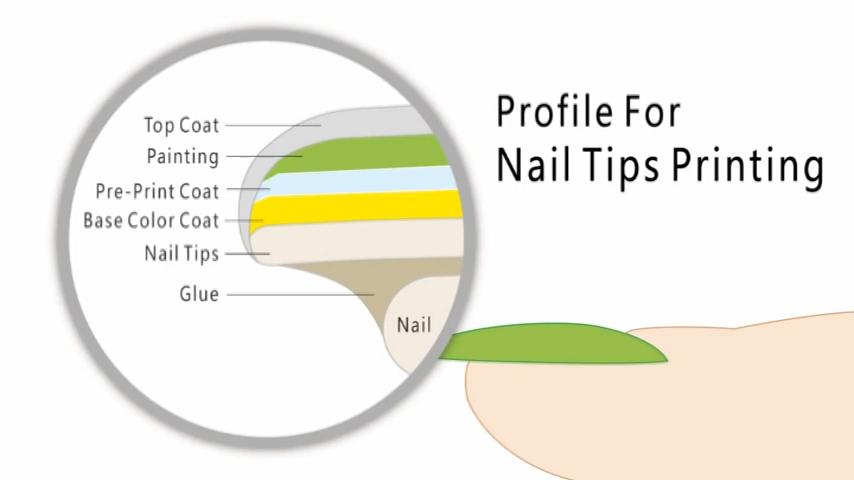 Profile For
Nail Tips Printing
Top Coat
Painting
Pre-Print Coat
Base Color Coat
Nail Tips
Glue
Nail